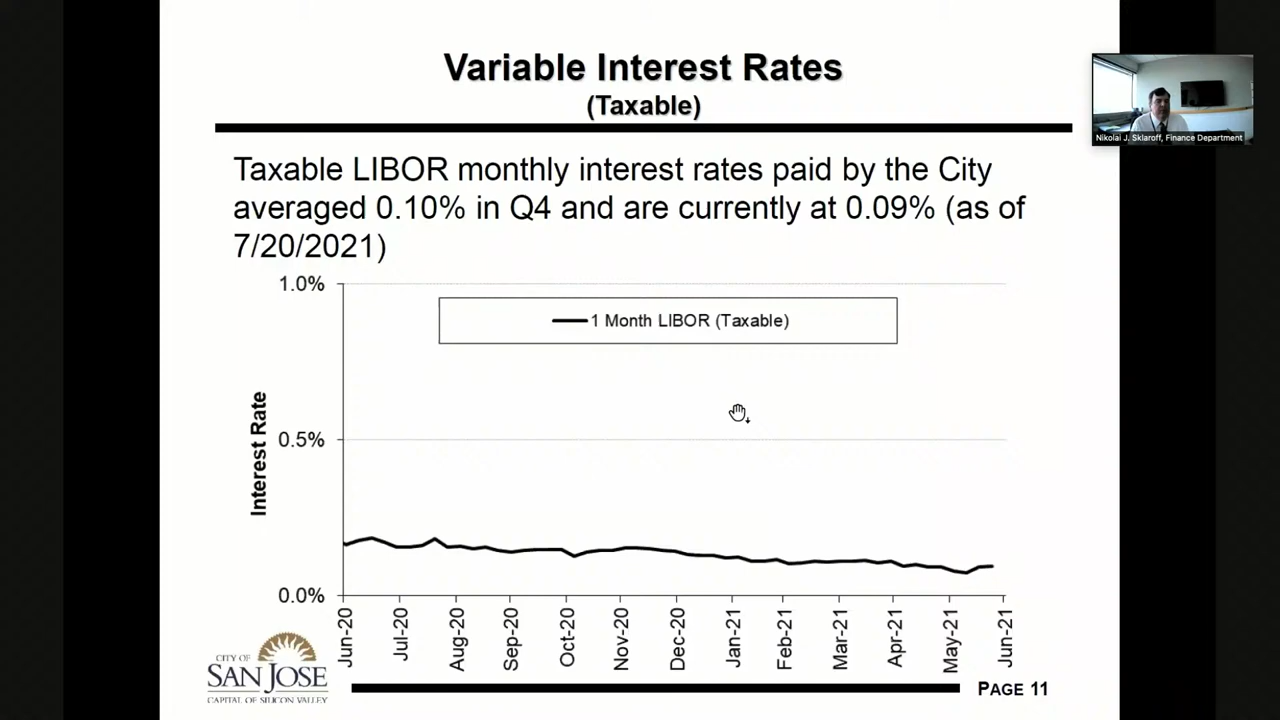 Variable Interest Rates
(Taxable)
Nikolai J. Sklaroff, Finance Department
Taxable LIBOR monthly interest rates paid by the City
averaged 0.10% in Q4 and are currently at 0.09% (as of
7/20/2021)
1.0%
1 Month LIBOR (Taxable)
Interest Rate
0.5%
0.0%
Jun-20
Jul-20
Aug-20
Sep-20
Oct-20
Nov-20
Dec-20
Jan-21
Feb-21
Mar-21
Apr-21
May-21
Jun-21
CITY OF
SAN JOSE
CAPITAL OF SILICON VALLEY
PAGE 11